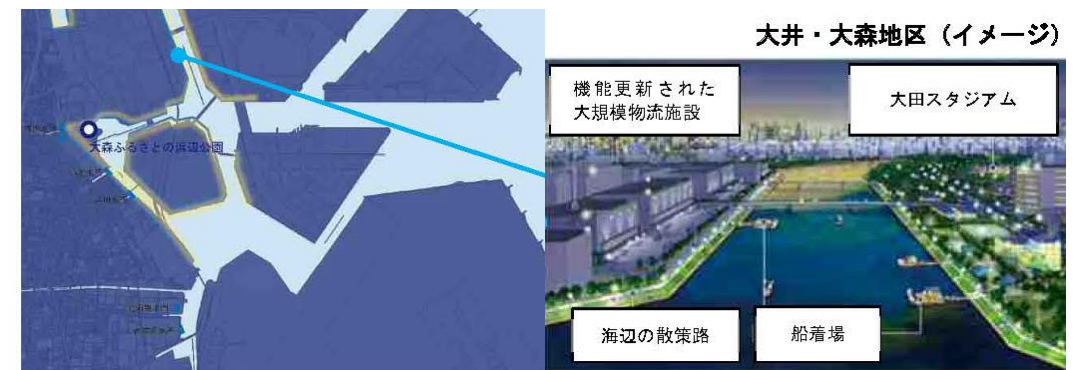 大井・大森地区（イメージ）
機能更新された
大規模物流施設
大田スタジアム
大森ふるさとの浜辺公園
海辺の散策路
船着場